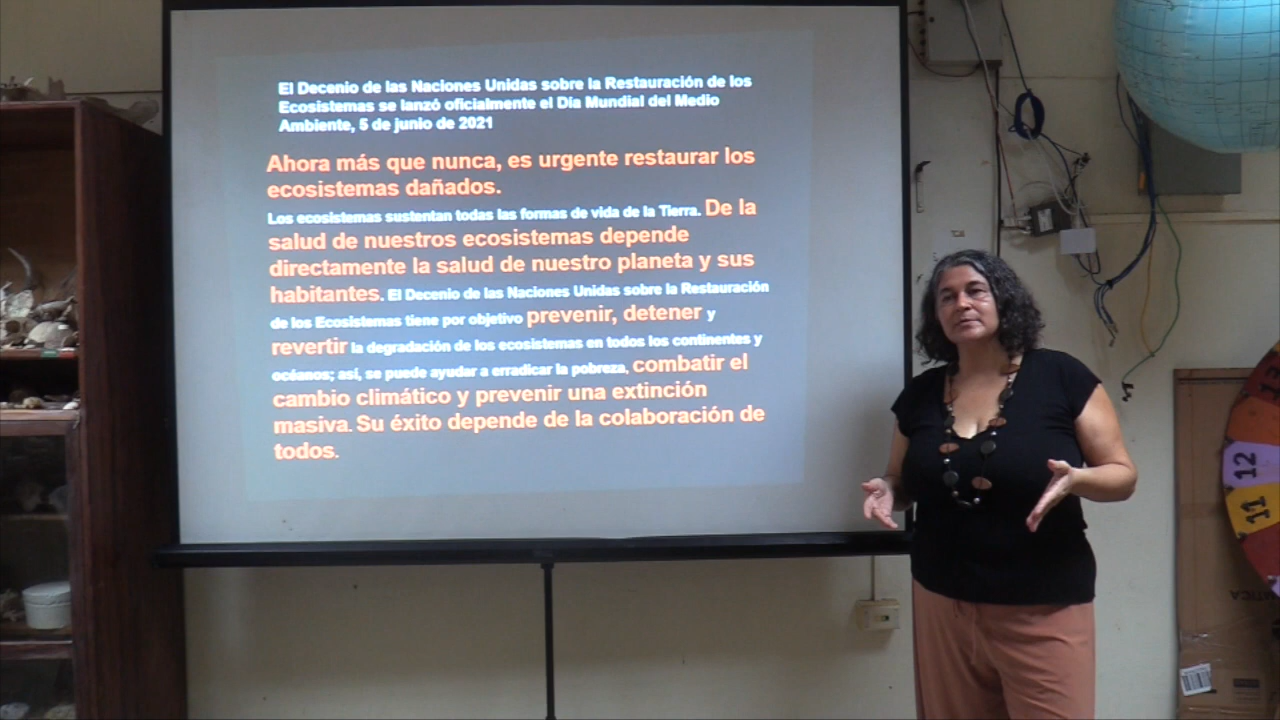 El Decenio de las Naciones Unidas sobre la Restauración de los
Ecosistemas se lanzó oficialmente el Día Mundial del Medio
Ambiente, 5 de junio de 2021
Ahora más que nunca, es urgente restaurar los
ecosistemas dañados.
Los ecosistemas sustentan todas las formas de vida de la Tierra. De la
salud de nuestros ecosistemas depende
directamente la salud de nuestro planeta y sus
habitantes. El Decenio de las Naciones Unidas sobre la Restauración
de los Ecosistemas tiene por objetivo prevenir, detener y
revertir la degradación de los ecosistemas en todos los continentes y
océanos; así, se puede ayudar a erradicar la pobreza, combatir el
cambio climático y prevenir una extinción
masiva. Su éxito depende de la colaboración de
todos.
13
12
11